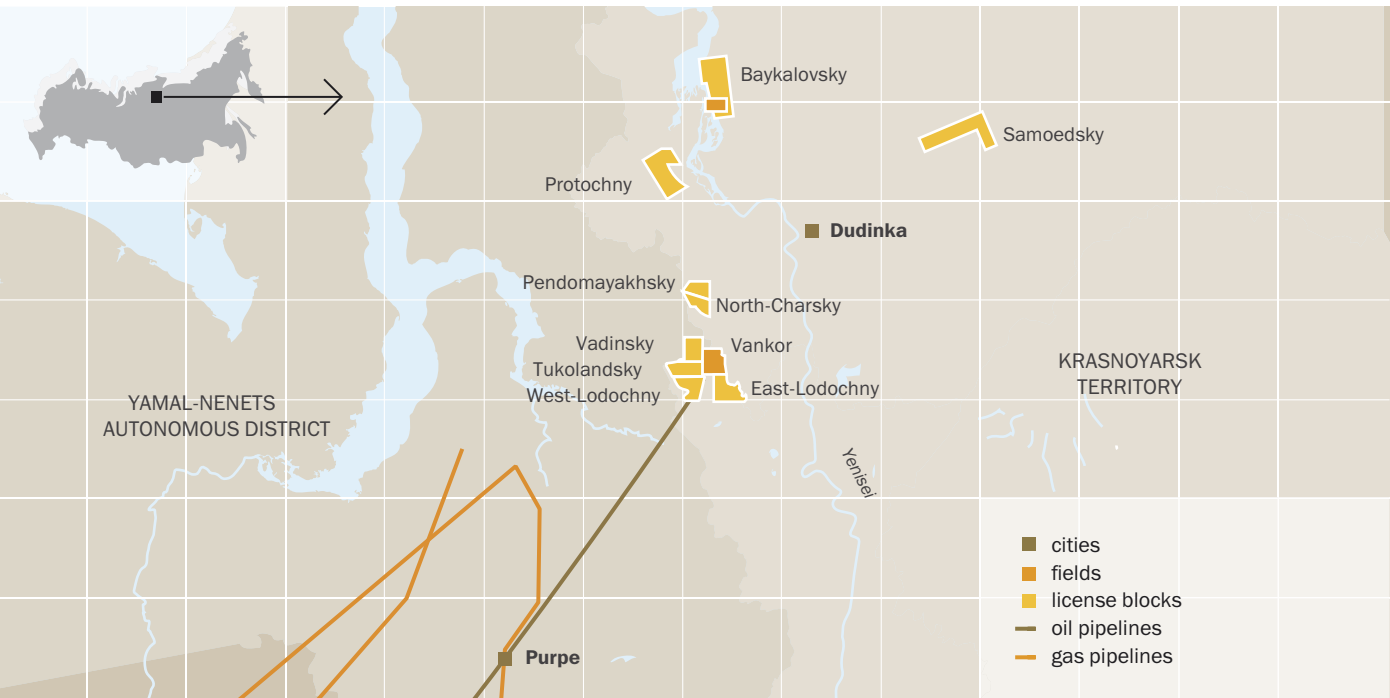 Baykalovsky
Samoedsky
Protochny
Dudinka
Pendomayakhsky
North-Charsky
Vadinsky
Vankor
Tukolandsky
West-Lodochny
East-Lodochny
KRASNOYARSK
TERRITORY
YAMAL-NENETS
AUTONOMOUS DISTRICT
Yenisei
Purpe
cities
fields
license blocks
oil pipelines
gas pipelines